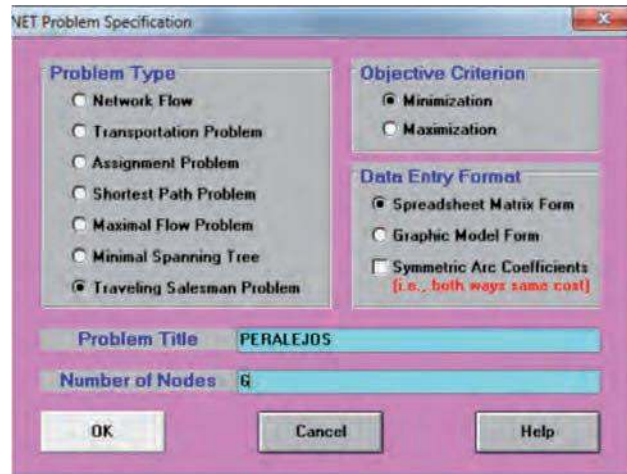 NET Problem Specification
Problem Type
Network Flow
Transportation Problem
Assignment Problem
Shortest Path Problem
Maximal Flow Problem
Minimal Spanning Tree
Traveling Salesman Problem
Objective Criterion
Minimization
Maximization
Data Entry Format
Spreadsheet Matrix Form
Graphic Model Form
Symmetric Arc Coefficients
(i.e., both ways same cost)
Problem Title PERALEJOS
Number of Nodes 6
OK Cancel Help